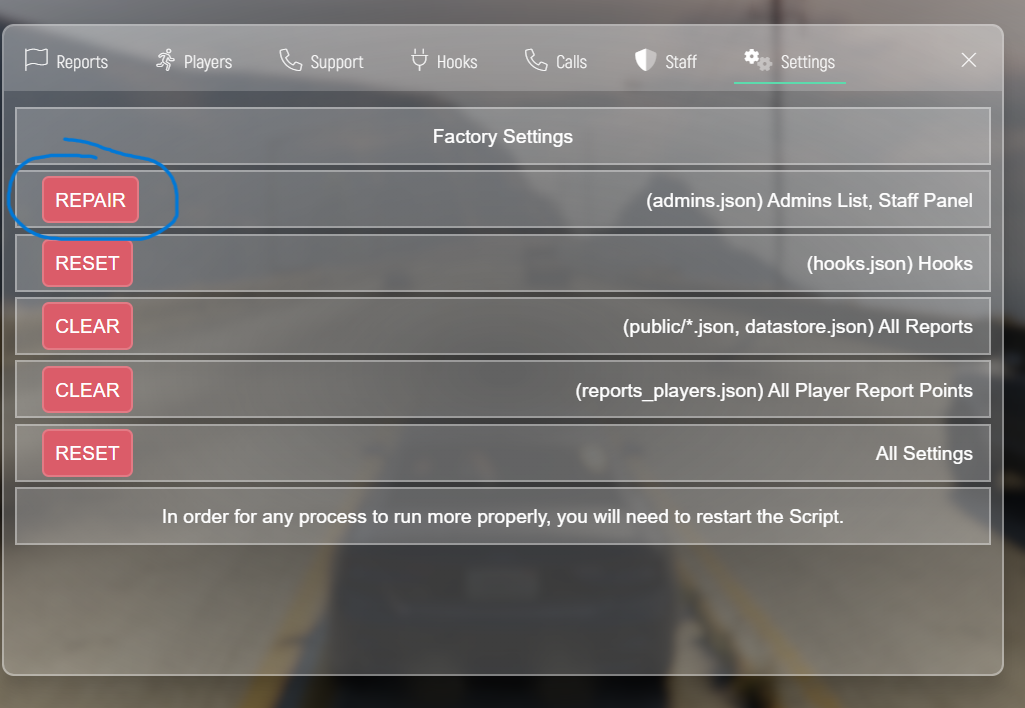 Reports Players Support Hooks Calls Staff Settings
Factory Settings
REPAIR (admins.json) Admins List, Staff Panel
RESET (hooks.json) Hooks
CLEAR (public/*.json, datastore.json) All Reports
CLEAR (reports_players.json) All Player Report Points
RESET All Settings
In order for any process to run more properly, you will need to restart the Script.